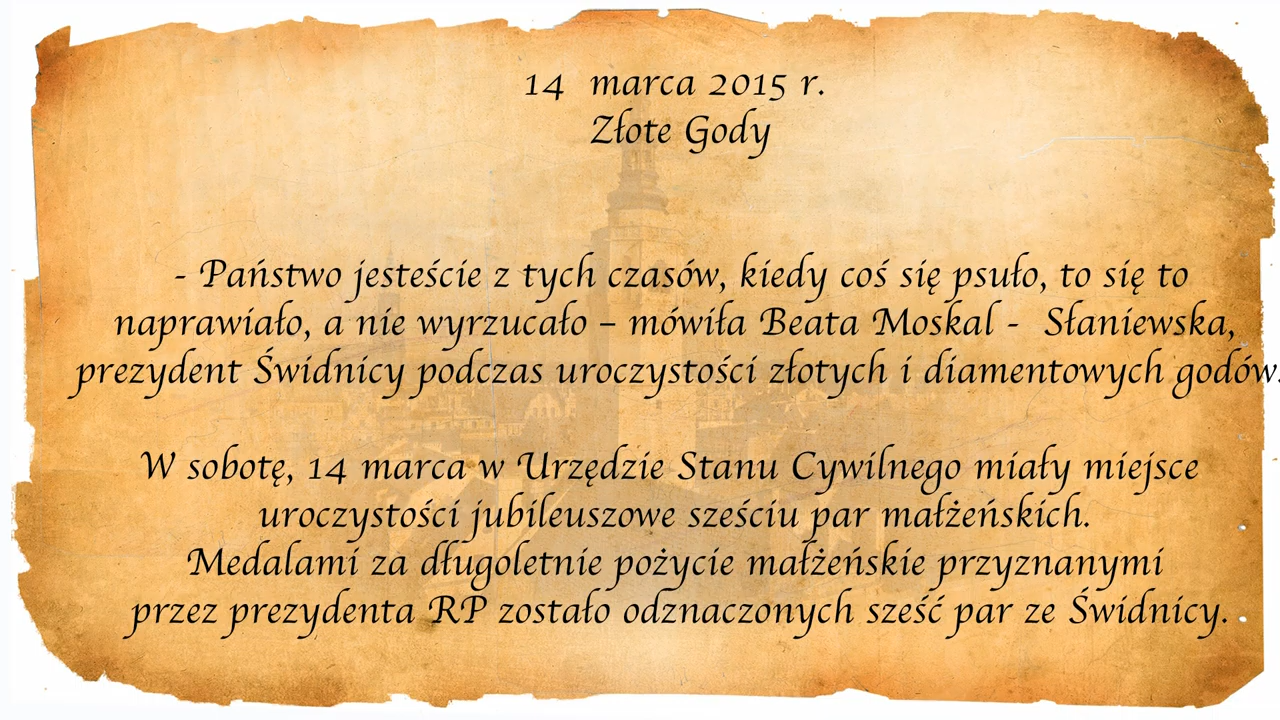 14 marca 2015 r.
Złote Gody
- Państwo jesteście z tych czasów, kiedy coś się psuło, to się to
naprawiało, a nie wyrzucało – mówiła Beata Moskal - Słaniewska,
prezydent Świdnicy podczas uroczystości złotych i diamentowych godów.
W sobotę, 14 marca w Urzędzie Stanu Cywilnego miały miejsce
uroczystości jubileuszowe sześciu par małżeńskich.
Medalami za długoletnie pożycie małżeńskie przyznanymi
przez prezydenta RP zostało odznaczonych sześć par ze Świdnicy.